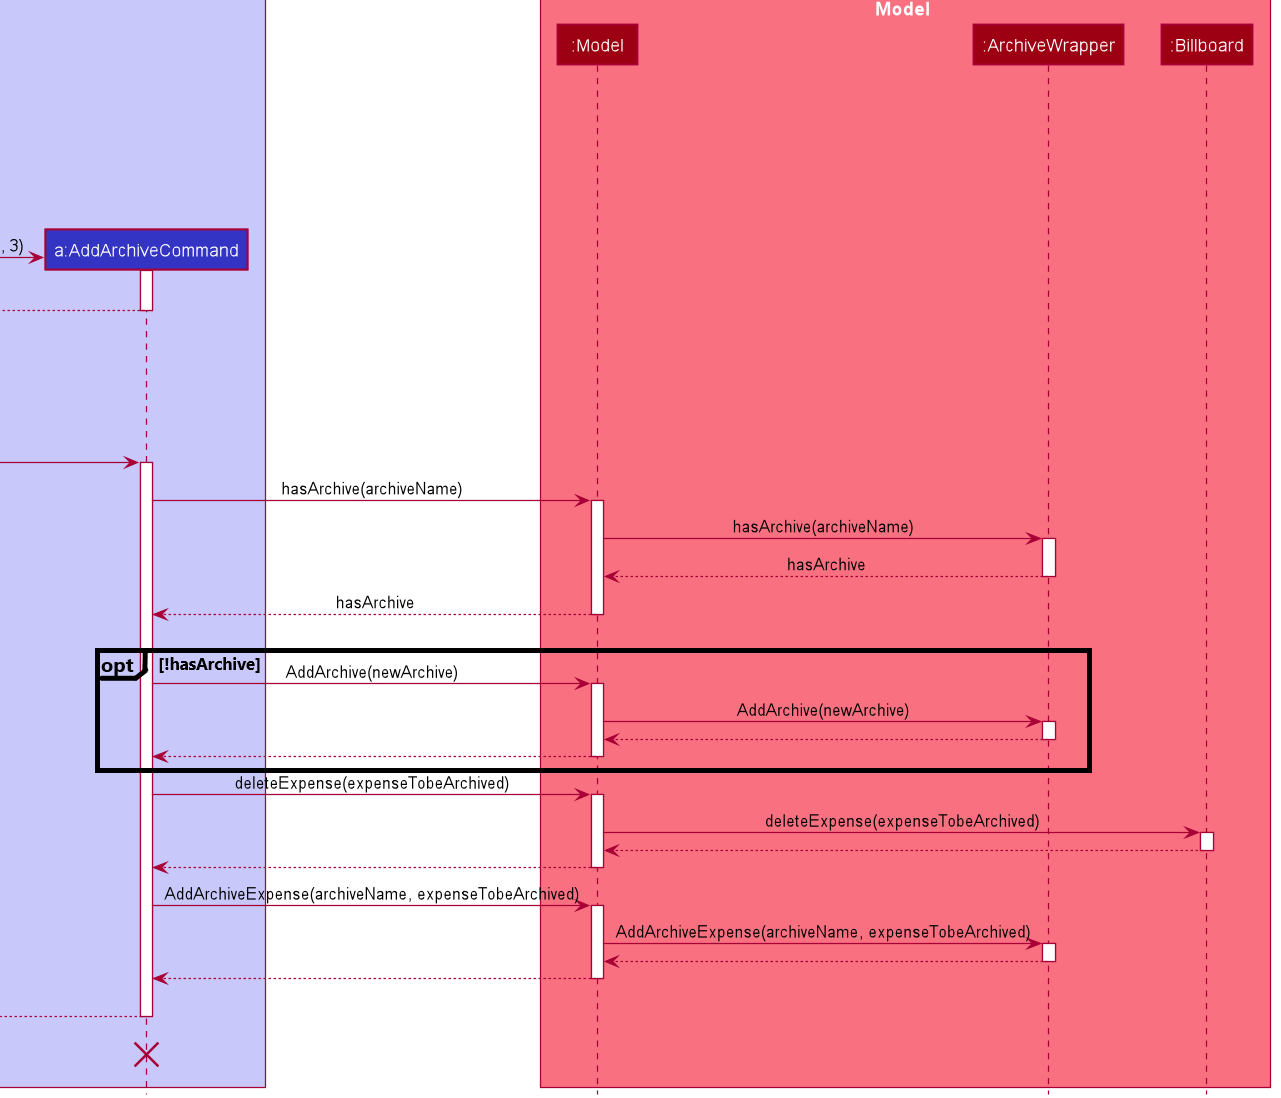 Model
:Model
:ArchiveWrapper
:Billboard
, 3)
a:AddArchiveCommand
hasArchive(archiveName)
hasArchive(archiveName)
hasArchive
hasArchive
opt
[!hasArchive]
AddArchive(newArchive)
AddArchive(newArchive)
deleteExpense(expenseTobeArchived)
deleteExpense(expenseTobeArchived)
AddArchiveExpense(archiveName, expenseTobeArchived)
AddArchiveExpense(archiveName, expenseTobeArchived)